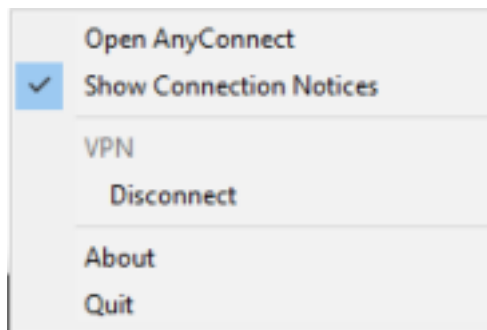 Open AnyConnect
Show Connection Notices
VPN
Disconnect
About
Quit